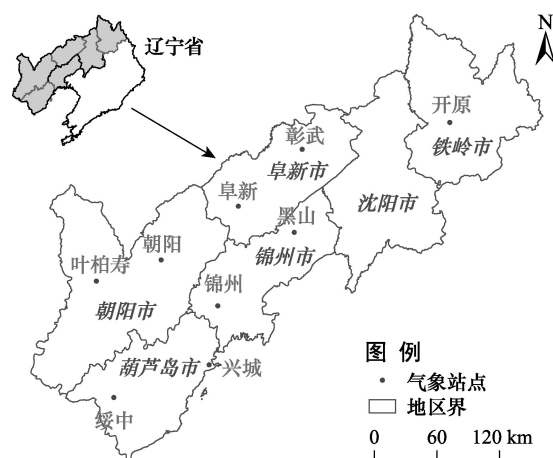 辽宁省
N
开原
铁岭市
彰武
阜新市
阜新
沈阳市
黑山
朝阳
锦州市
叶柏寿
锦州
朝阳市
葫芦岛市
兴城
绥中
图 例
气象站点
地区界
0 60 120 km